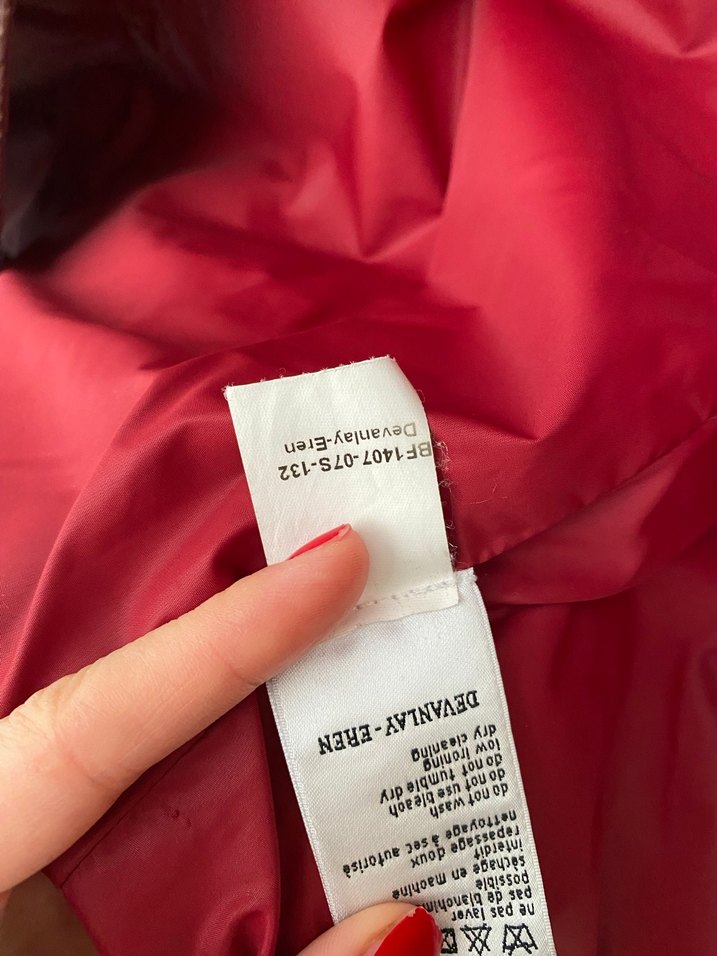 ne pas laver
pas de
possible
séchage en machine
interdit
repassage doux
nettoyage à sec autorisé
do not wash
do not use bleach
do not tumble dry
low ironing
dry cleaning
DEVANLAY - EREN
BF1407-07S-132
Devanlay-Eren